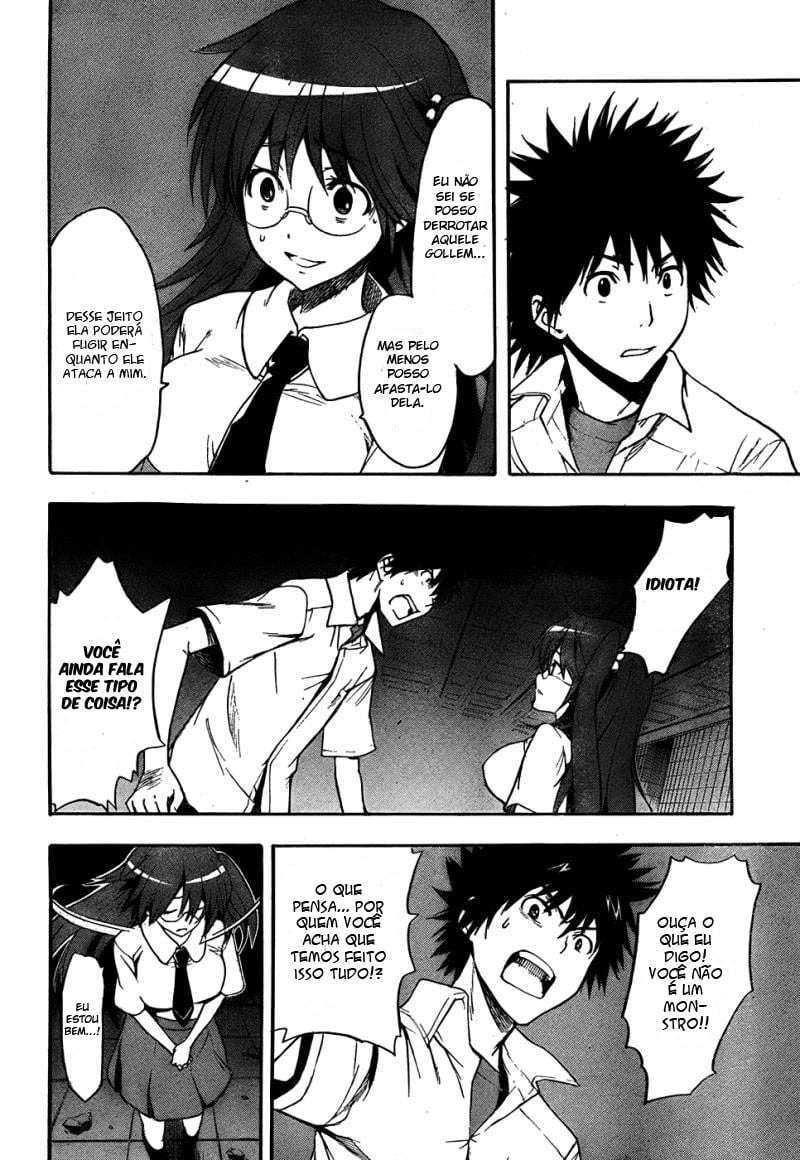 EU NÃO
SEI SE
POSSO
DERROTAR
AQUELE
GOLLEM...
MAS PELO
MENOS
POSSO
AFASTA-LO
DELA.
DESSE JEITO
ELA PODERÁ
FUGIR EN-
QUANTO ELE
ATACA A MIM.
IDIOTA!
VOCÊ
AINDA FALA
ESSE TIPO
DE COISA!?
OUÇA O
QUE EU
DIGO!
VOCÊ NÃO
É UM
MON-
STRO!!
O QUE
PENSA... POR
QUEM VOCÊ
ACHA QUE
TEMOS FEITO
ISSO TUDO!?
EU
ESTOU
BEM...!